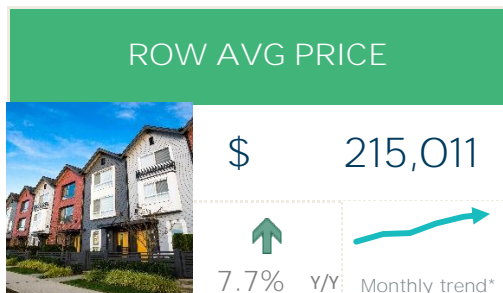 ROW AVG PRICE
$ 215,011
7.7% Y/Y Monthly trend*